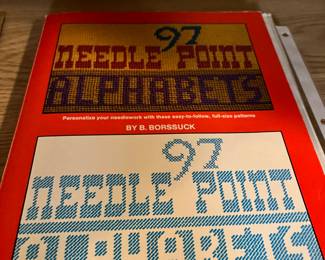 97
NEEDLE POINT
ALPHABETS
Personalize your needlework with these easy-to-follow, full-size patterns
BY B. BORSSUCK
97
NEEDLE POINT
ALPHABETS